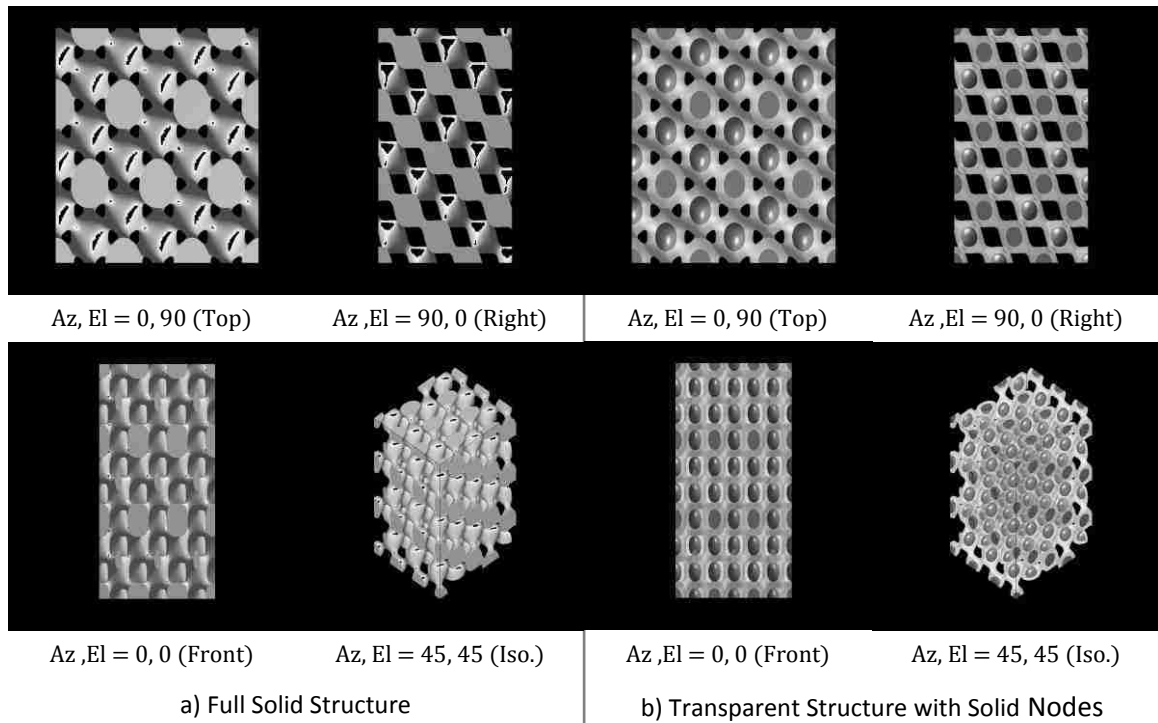 Az, El = 0, 90 (Top) Az ,El = 90, 0 (Right) Az, El = 0, 90 (Top) Az ,El = 90, 0 (Right)
Az ,El = 0, 0 (Front) Az, El = 45, 45 (Iso.) Az ,El = 0, 0 (Front) Az, El = 45, 45 (Iso.)
a) Full Solid Structure b) Transparent Structure with Solid Nodes